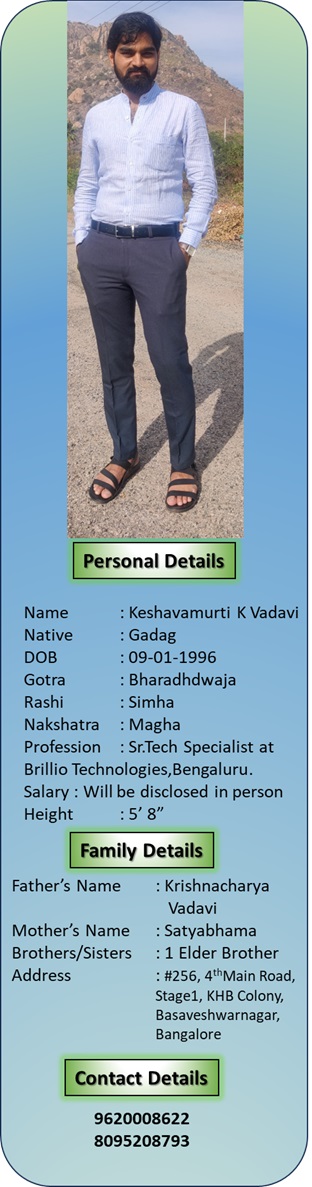 Personal Details
Name : Keshavamurti K Vadavi
Native : Gadag
DOB : 09-01-1996
Gotra : Bharadhdwaja
Rashi : Simha
Nakshatra : Magha
Profession : Sr.Tech Specialist at
Brillio Technologies,Bengaluru.
Salary : Will be disclosed in person
Height : 5’ 8”
Family Details
Father’s Name : Krishnacharya
Vadavi
Mother’s Name : Satyabhama
Brothers/Sisters : 1 Elder Brother
Address : #256, 4thMain Road,
Stage1, KHB Colony,
Basaveshwarnagar,
Bangalore
Contact Details
9620008622
8095208793